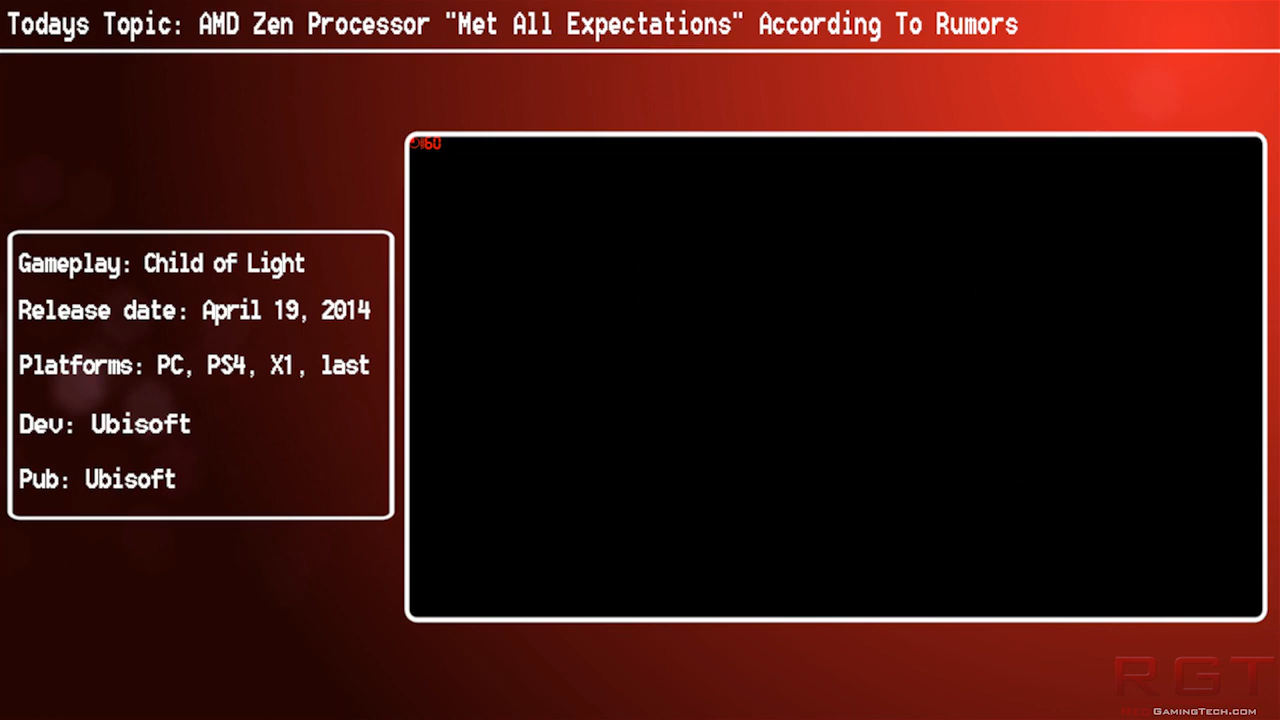 Todays Topic: AMD Zen Processor "Met All Expectations" According To Rumors
60
Gameplay: Child of Light
Release date: April 19, 2014
Platforms: PC, PS4, X1, last
Dev: Ubisoft
Pub: Ubisoft
RGT
GamingTech.com